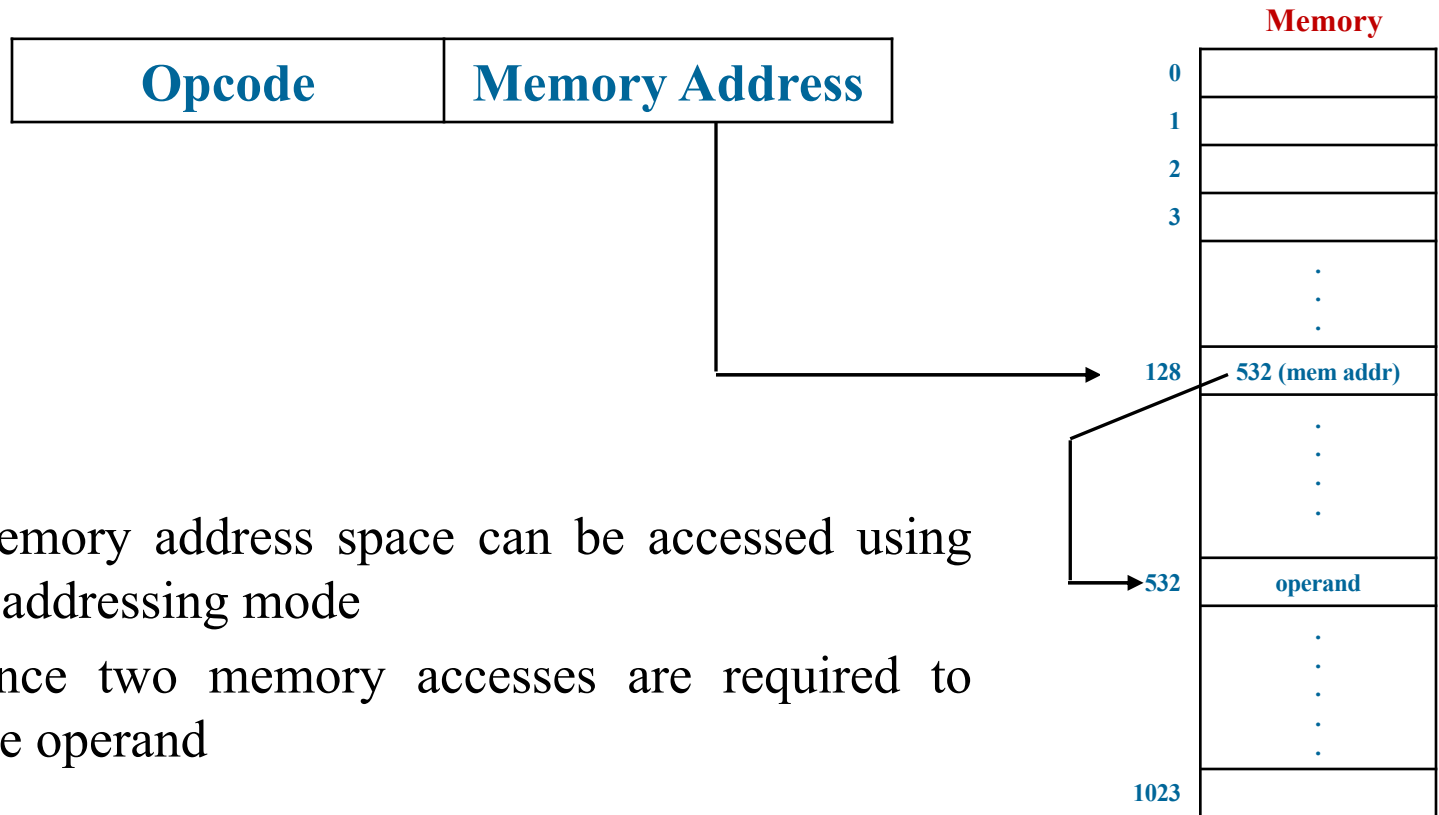 Memory
Opcode Memory Address
0
1
2
3
.
.
.
128 532 (mem addr)
.
.
.
.
emory address space can be accessed using
addressing mode
532 operand
nce two memory accesses are required to
e operand
.
.
.
.
.
1023